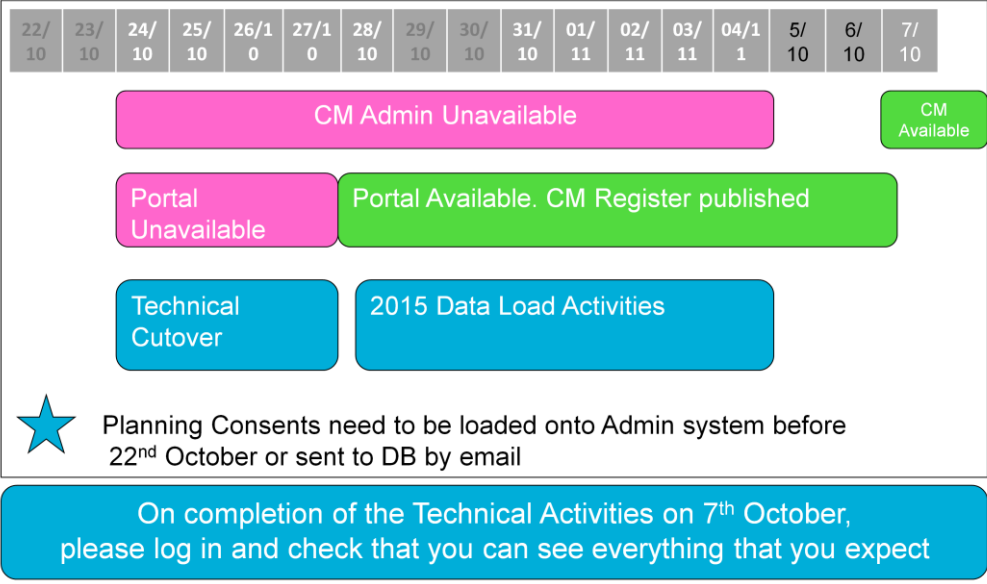 22/ 23/ 24/ 25/ 26/1 27/1 28/ 29/ 30/ 31/ 01/ 02/ 03/ 04/1 5/ 6/ 7/
10 10 10 10 0 0 10 10 10 10 11 11 11 1 10 10 10
CM Admin Unavailable
CM
Available
Portal
Unavailable
Portal Available. CM Register published
Technical
Cutover
2015 Data Load Activities
Planning Consents need to be loaded onto Admin system before
22nd October or sent to DB by email
On completion of the Technical Activities on 7th October,
please log in and check that you can see everything that you expect